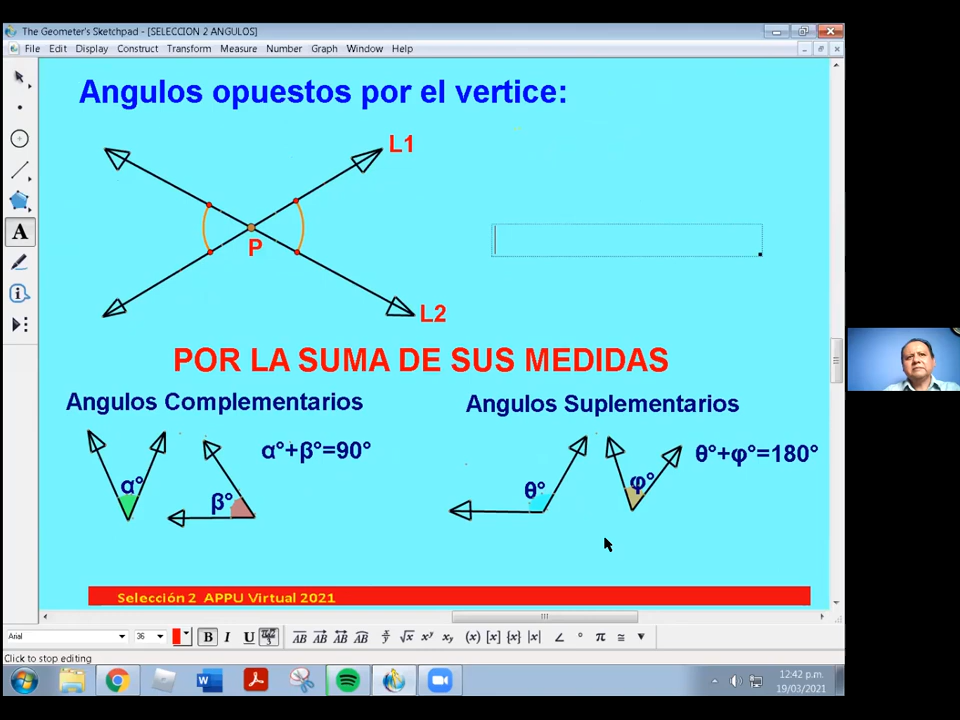 The Geometer's Sketchpad - [SELECCION 2 ANGULOS]
File Edit Display Construct Transform Measure Number Graph Window Help
Angulos opuestos por el vertice:
L1
P
L2
POR LA SUMA DE SUS MEDIDAS
Angulos Complementarios
Angulos Suplementarios
α°+β°=90°
θ°+φ°=180°
α°
β°
θ°
φ°
Selección 2 APPU Virtual 2021
Arial 36 B I U
Click to stop editing
12:42 p.m.
19/03/2021